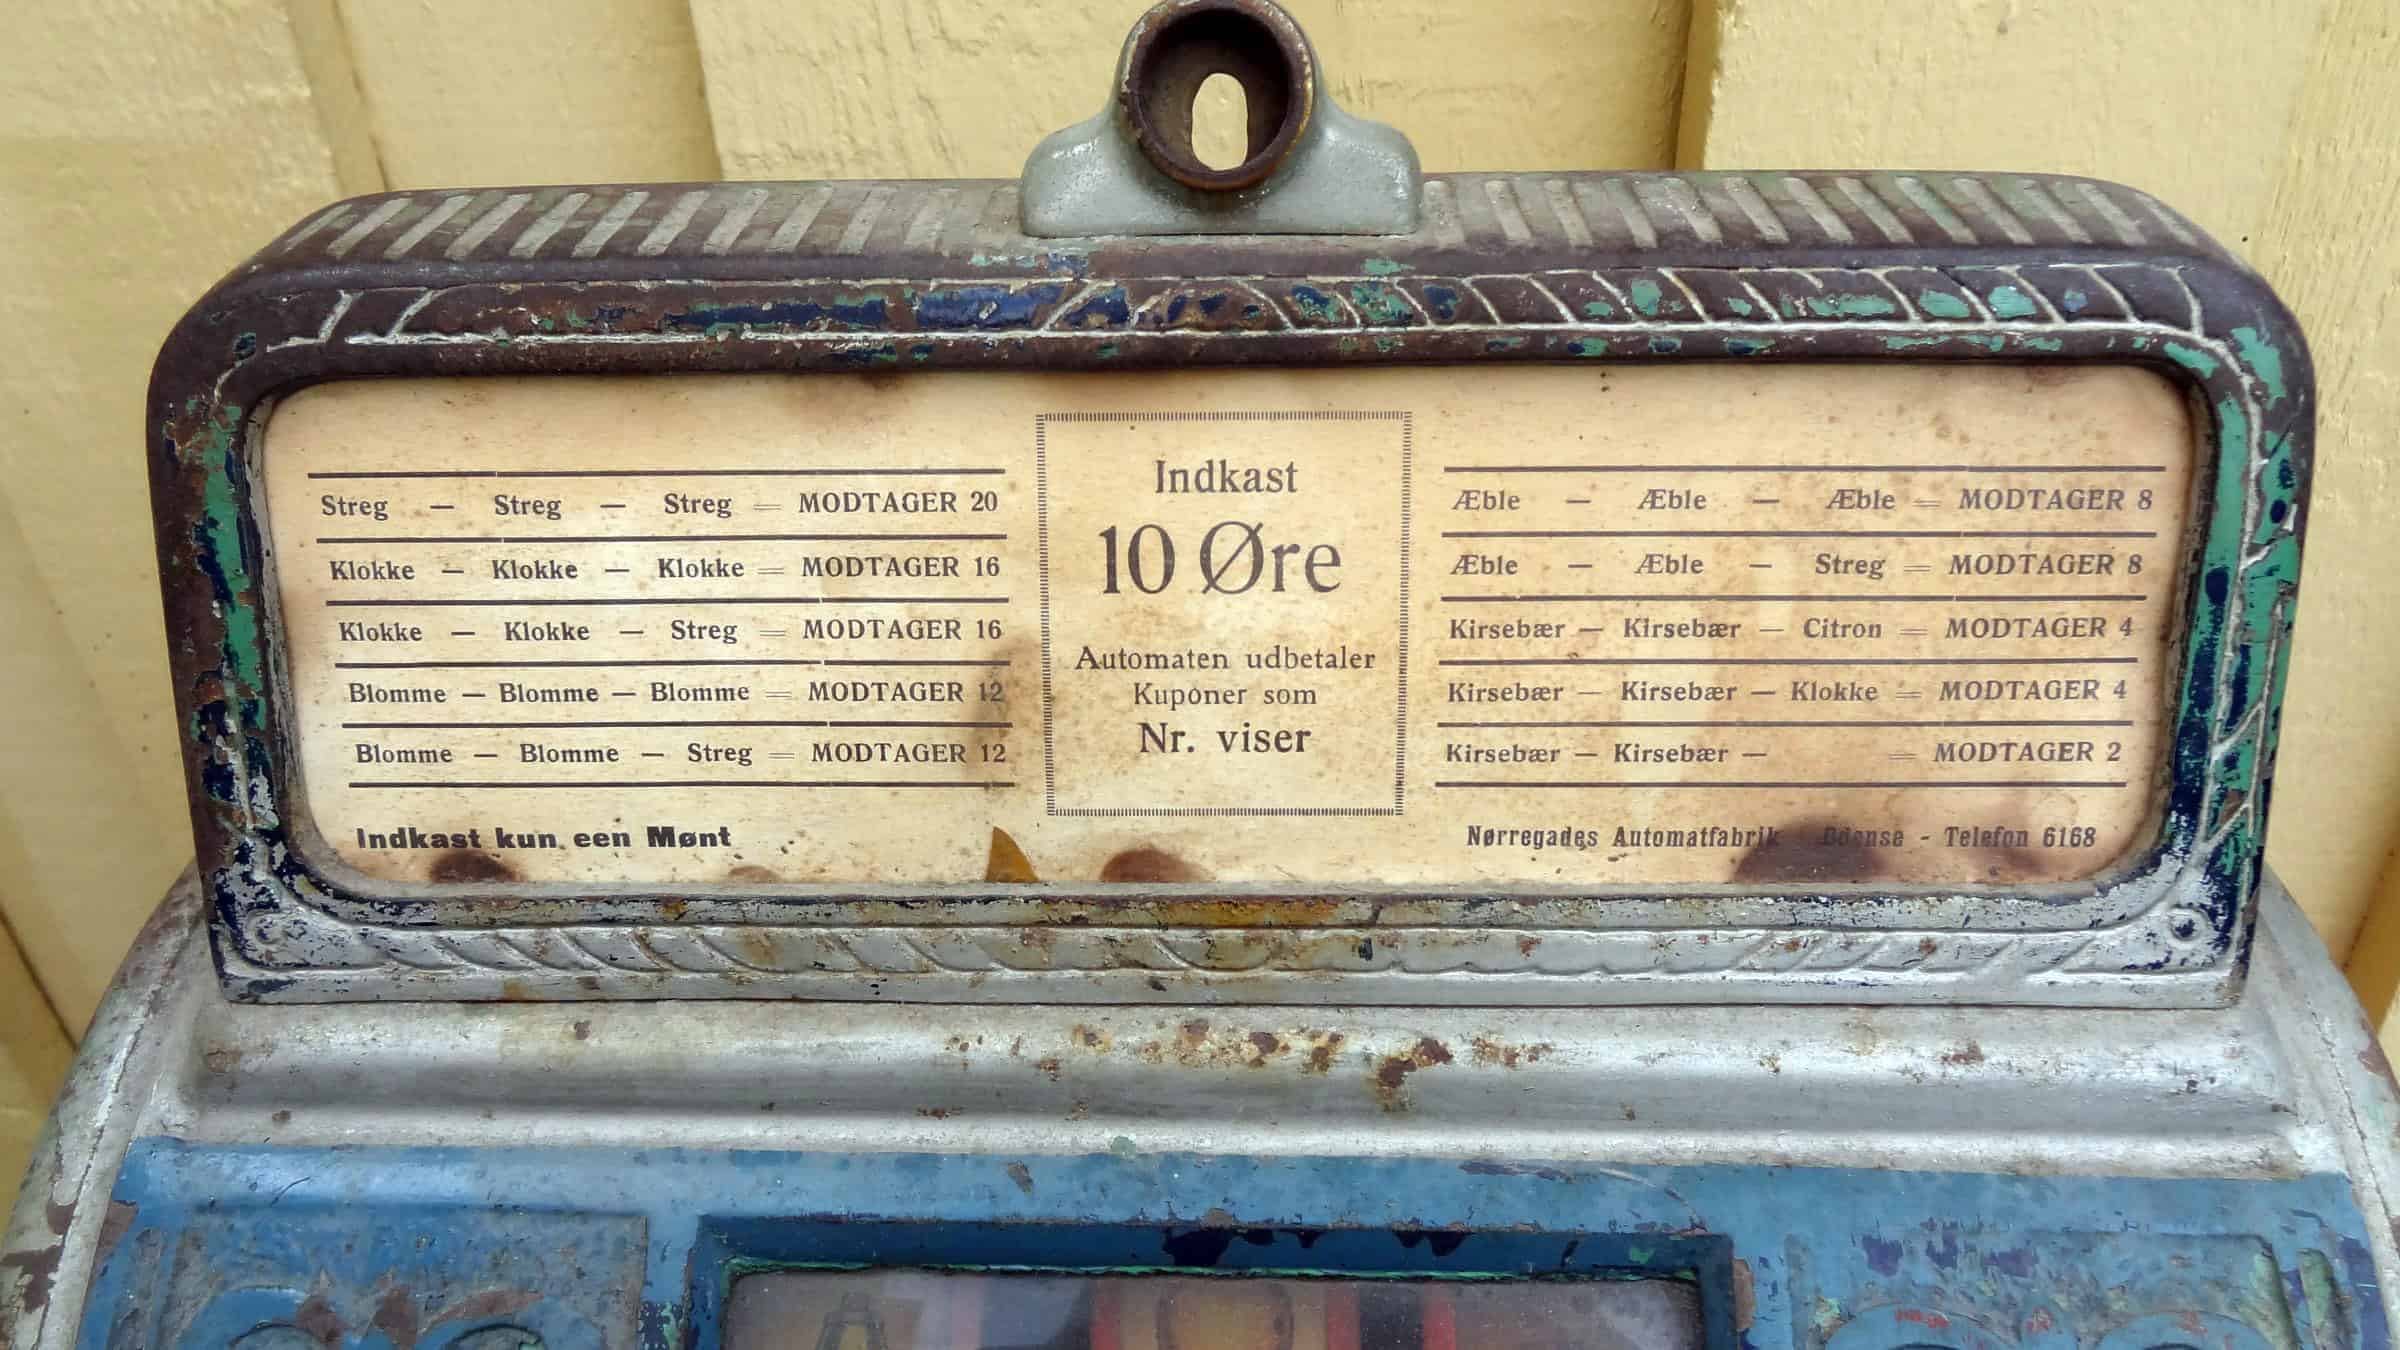 Streg — Streg — Streg = MODTAGER 20
Klokke — Klokke — Klokke = MODTAGER 16
Klokke — Klokke — Streg = MODTAGER 16
Blomme — Blomme — Blomme = MODTAGER 12
Blomme — Blomme — Streg = MODTAGER 12
Indkast kun een Mønt
Indkast
10 Øre
Automaten udbetaler
Kuponer som
Nr. viser
Æble — Æble — Æble = MODTAGER 8
Æble — Æble — Streg = MODTAGER 8
Kirsebær — Kirsebær — Citron = MODTAGER 4
Kirsebær — Kirsebær — Klokke = MODTAGER 4
Kirsebær — Kirsebær — = MODTAGER 2
Nørregades Automatfabrik - Odense - Telefon 6168